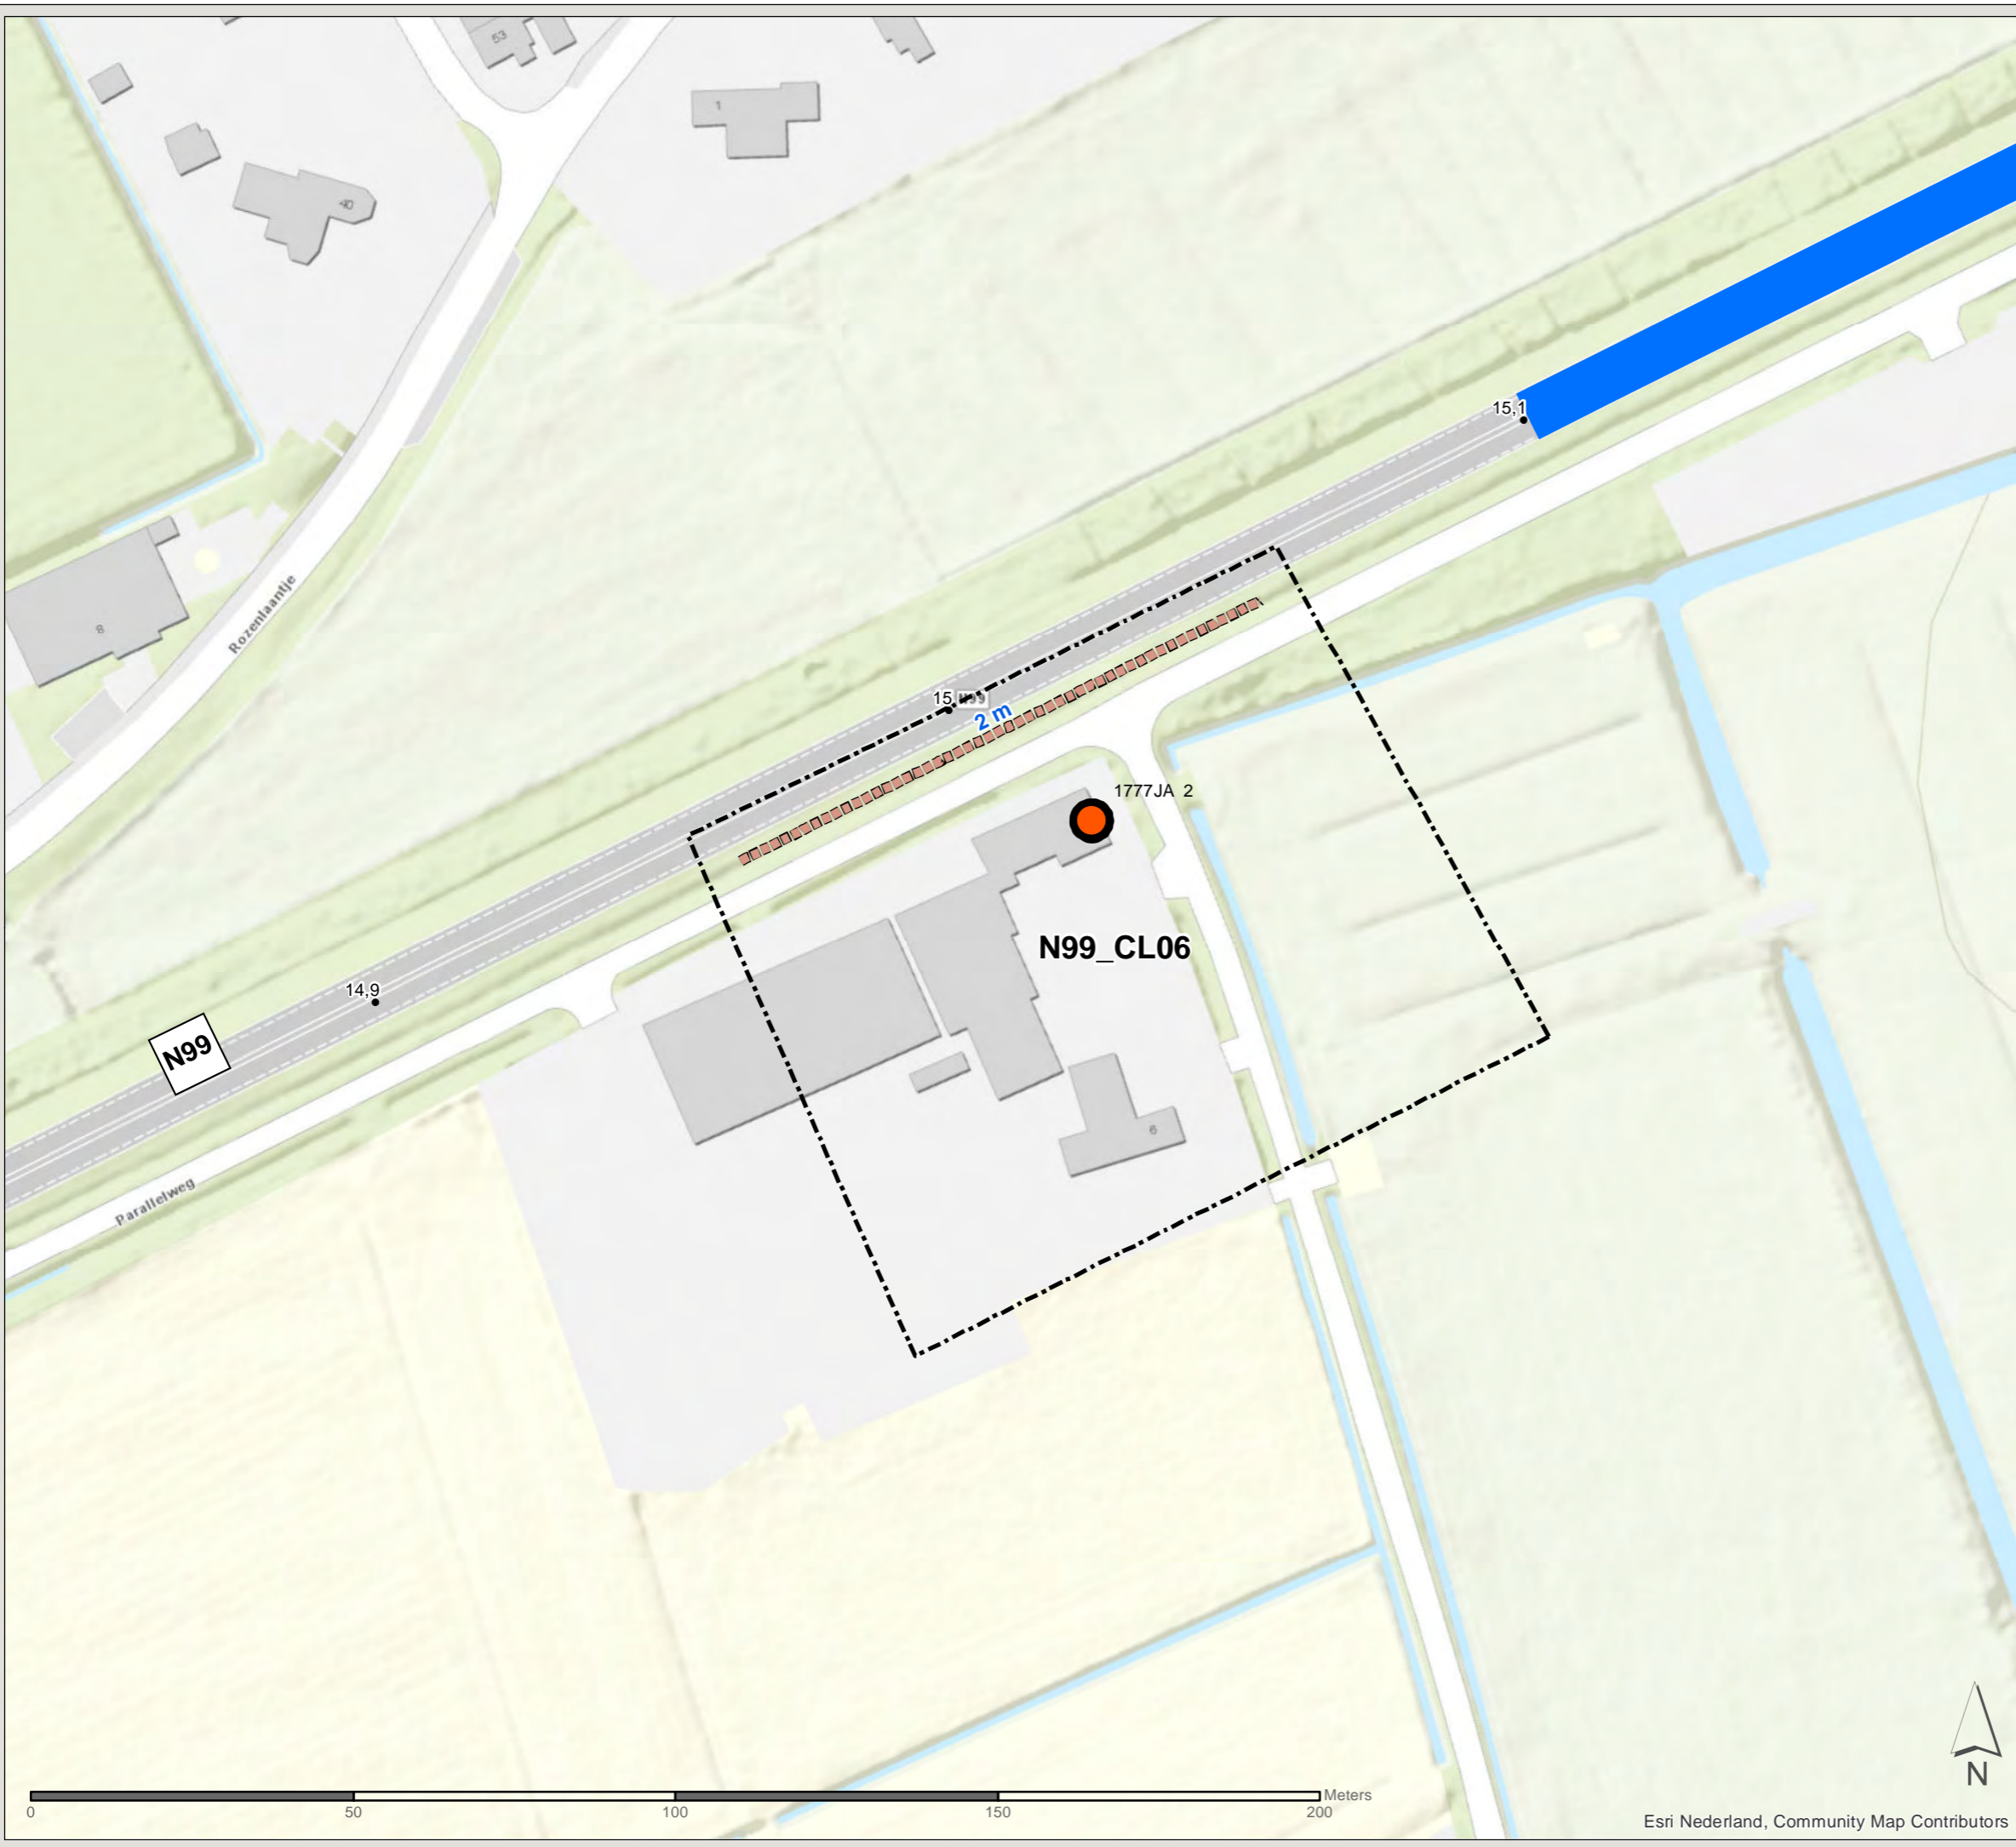 53
1
40
15,1
8
Rozenlaantje
15 N99
2 m
1777JA 2
N99_CL06
14,9
N99
6
Parallelweg
N
Meters
0 50 100 150 200
Esri Nederland, Community Map Contributors